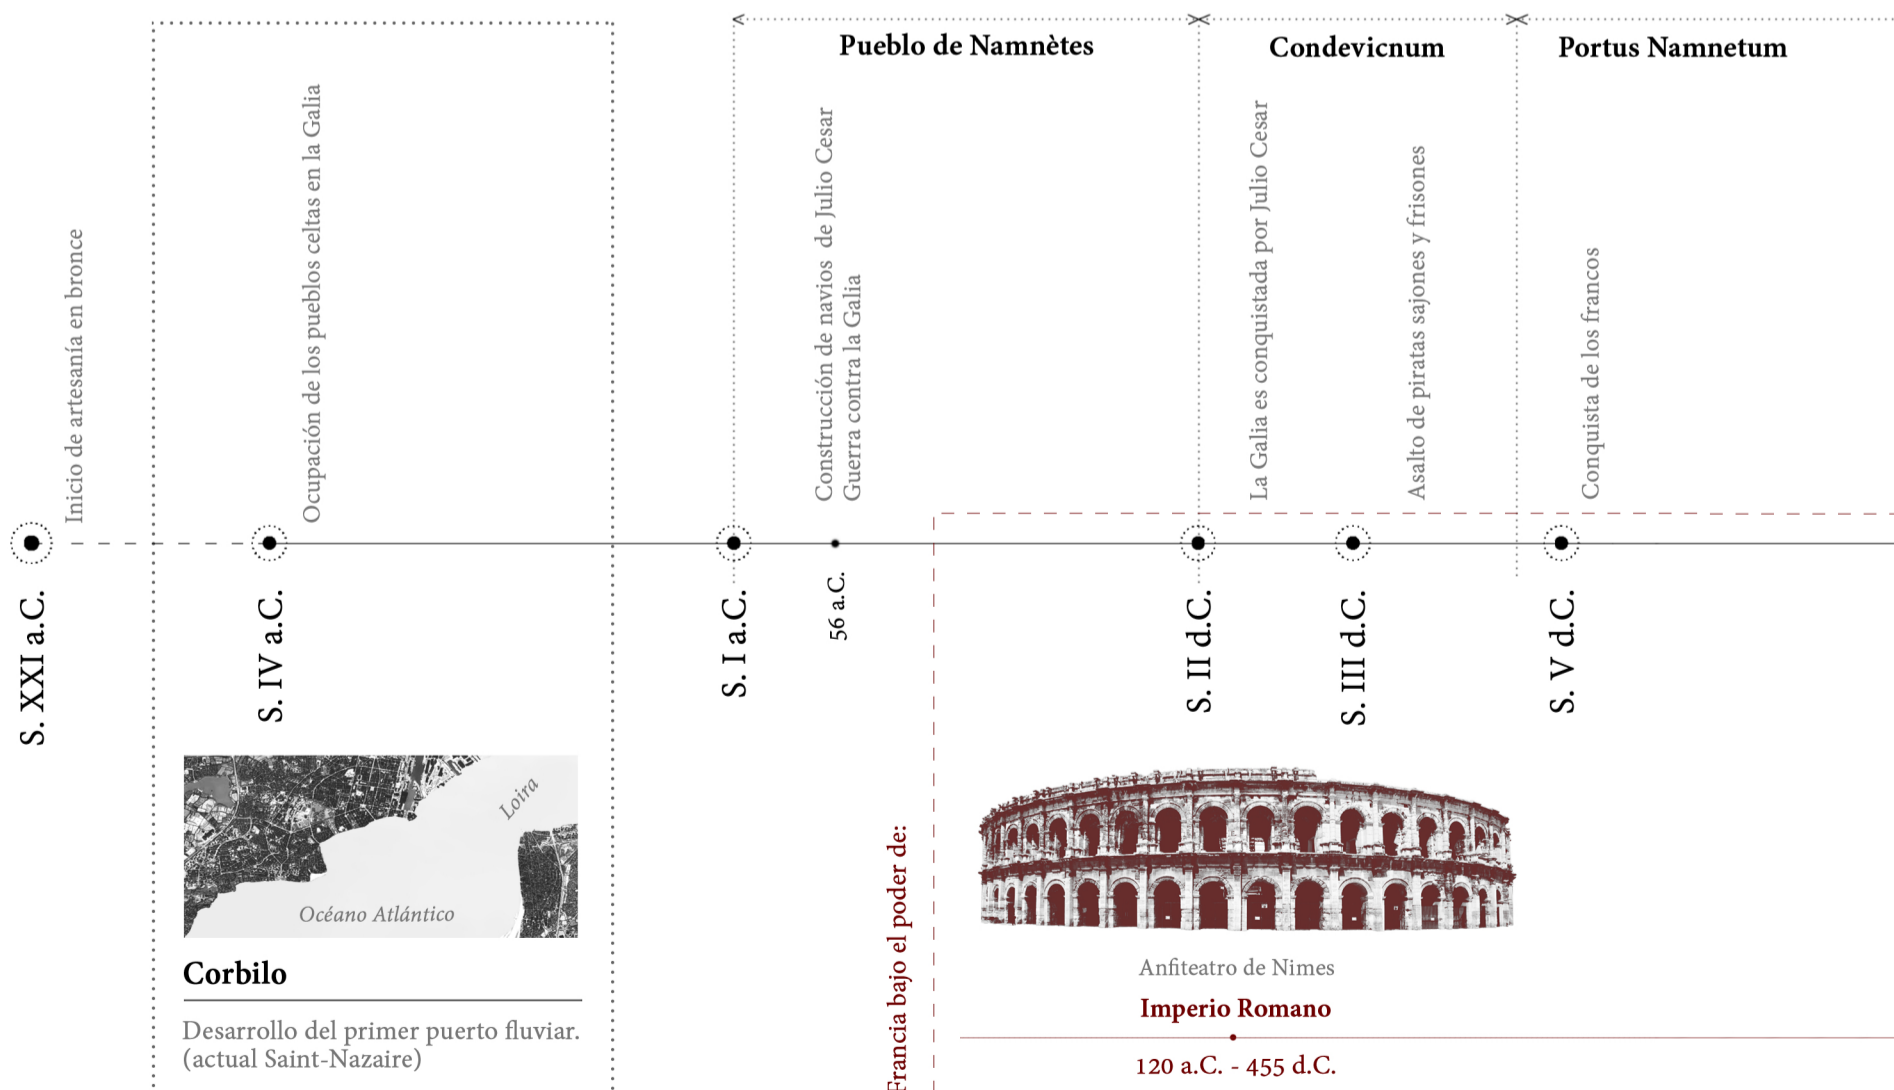 Pueblo de Namnètes
Condevicnum
Portus Namnetum
Inicio de artesanía en bronce
Ocupación de los pueblos celtas en la Galia
Construcción de navios de Julio Cesar
Guerra contra la Galia
La Galia es conquistada por Julio Cesar
Asalto de piratas sajones y frisones
Conquista de los francos
S. XXI a.C.
S. IV a.C.
S. I a.C.
56 a.C.
S. II d.C.
S. III d.C.
S. V d.C.
Loira
Océano Atlántico
Corbilo
Desarrollo del primer puerto fluviar.
(actual Saint-Nazaire)
Francia bajo el poder de:
Anfiteatro de Nimes
Imperio Romano
120 a.C. - 455 d.C.